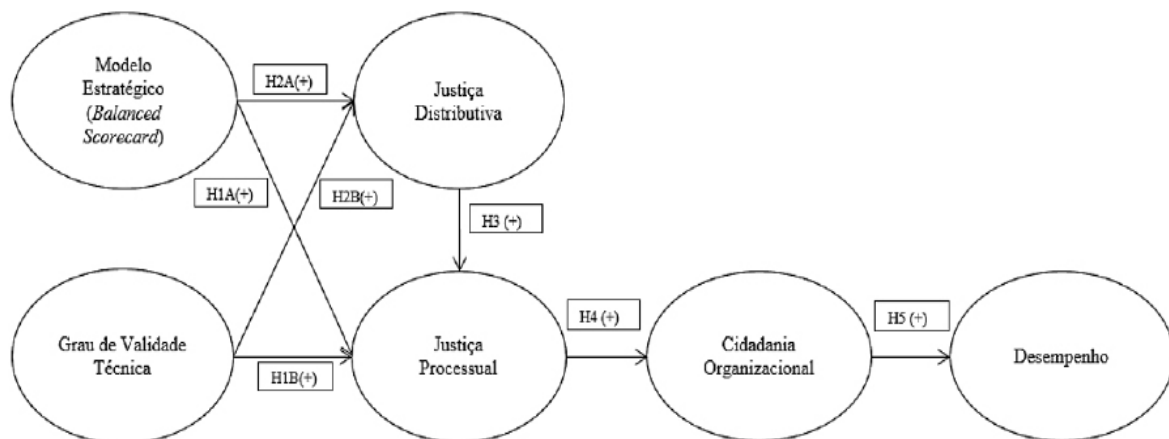 Modelo
Estratégico
(Balanced
Scorecard)
H2A(+)
Justiça
Distributiva
H1A(+)
H2B(+)
H3 (+)
Grau de Validade
Técnica
H1B(+)
Justiça
Processual
H4 (+)
Cidadania
Organizacional
H5 (+)
Desempenho